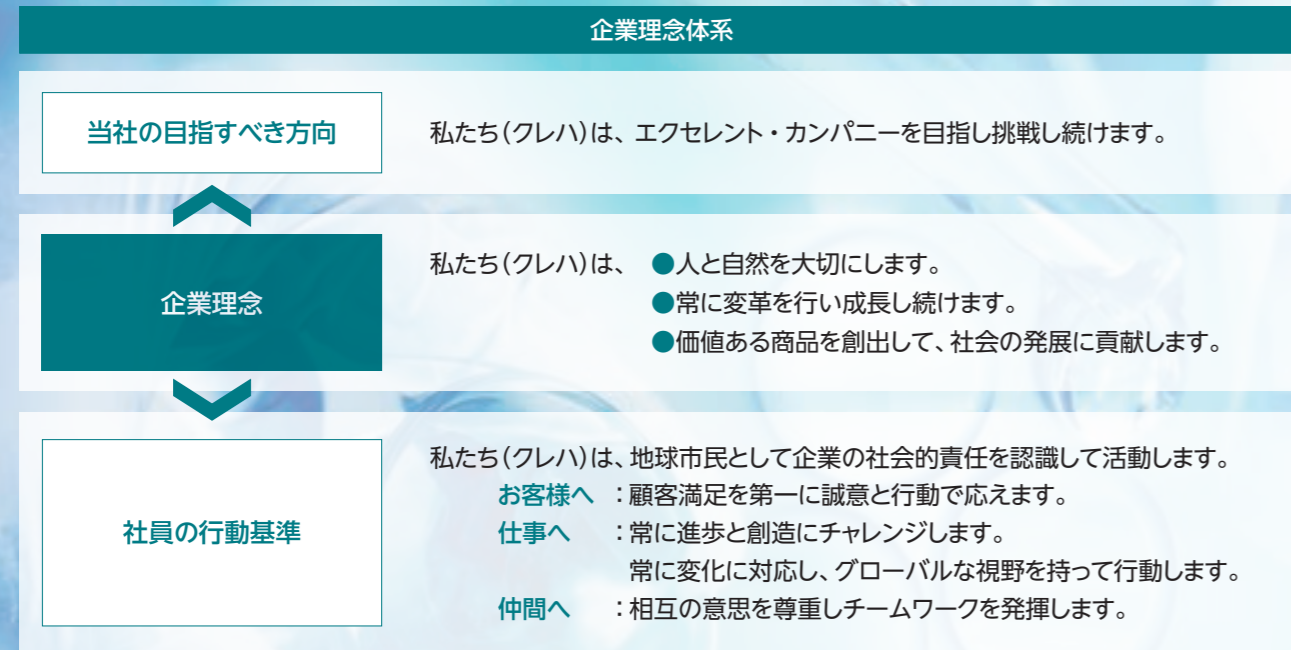 企業理念体系
当社の目指すべき方向
私たち(クレハ)は、エクセレント・カンパニーを目指し挑戦し続けます。
企業理念
私たち(クレハ)は、 ●人と自然を大切にします。
●常に変革を行い成長し続けます。
●価値ある商品を創出して、社会の発展に貢献します。
社員の行動基準
私たち(クレハ)は、地球市民として企業の社会的責任を認識して活動します。
お客様へ :顧客満足を第一に誠意と行動で応えます。
仕事へ :常に進歩と創造にチャレンジします。
常に変化に対応し、グローバルな視野を持って行動します。
仲間へ :相互の意思を尊重しチームワークを発揮します。